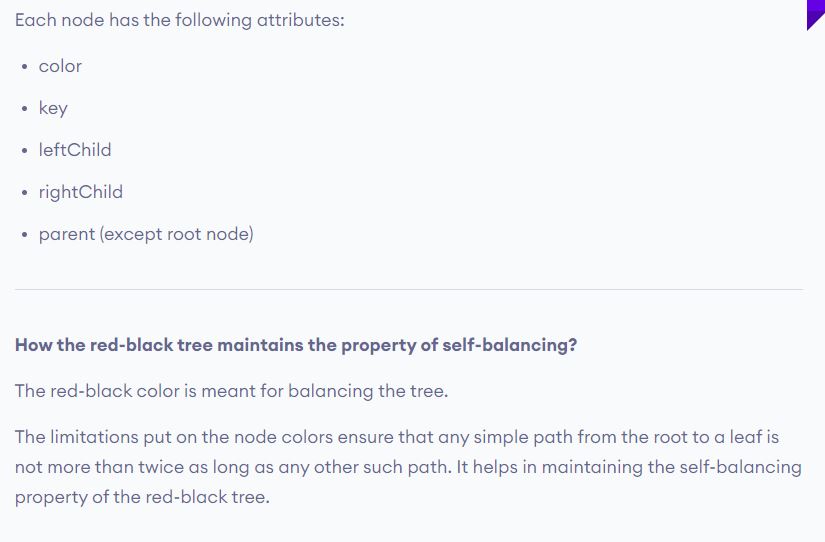 Each node has the following attributes:
• color
• key
• leftChild
• rightChild
• parent (except root node)
How the red-black tree maintains the property of self-balancing?
The red-black color is meant for balancing the tree.
The limitations put on the node colors ensure that any simple path from the root to a leaf is
not more than twice as long as any other such path. It helps in maintaining the self-balancing
property of the red-black tree.